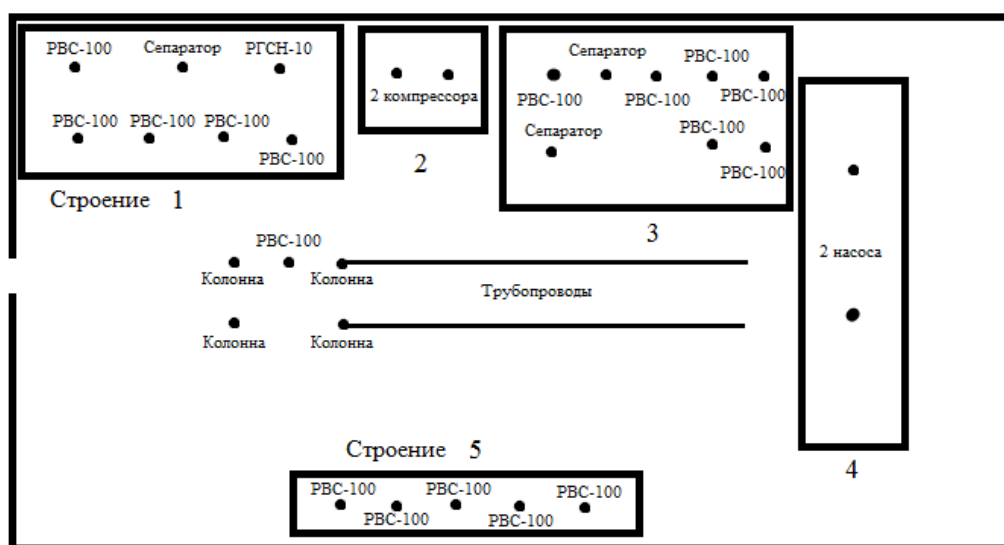 РВС-100
Сепаратор
РГСН-10
РВС-100
РВС-100
РВС-100
РВС-100
Строение 1
2 компрессора
2
Сепаратор
РВС-100
РВС-100
РВС-100
РВС-100
Сепаратор
РВС-100
РВС-100
3
2 насоса
4
РВС-100
Колонна
Колонна
Трубопроводы
Колонна
Колонна
Строение 5
РВС-100
РВС-100
РВС-100
РВС-100
РВС-100